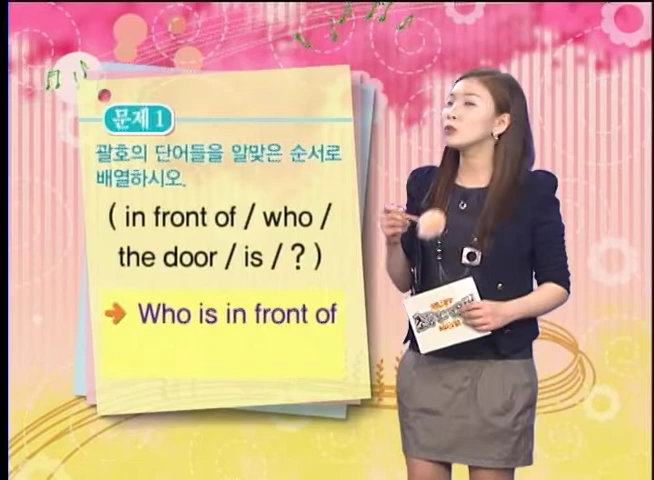 문제 1
괄호의 단어들을 알맞은 순서로
배열하시오.
( in front of / who /
the door / is / ? )
Who is in front of